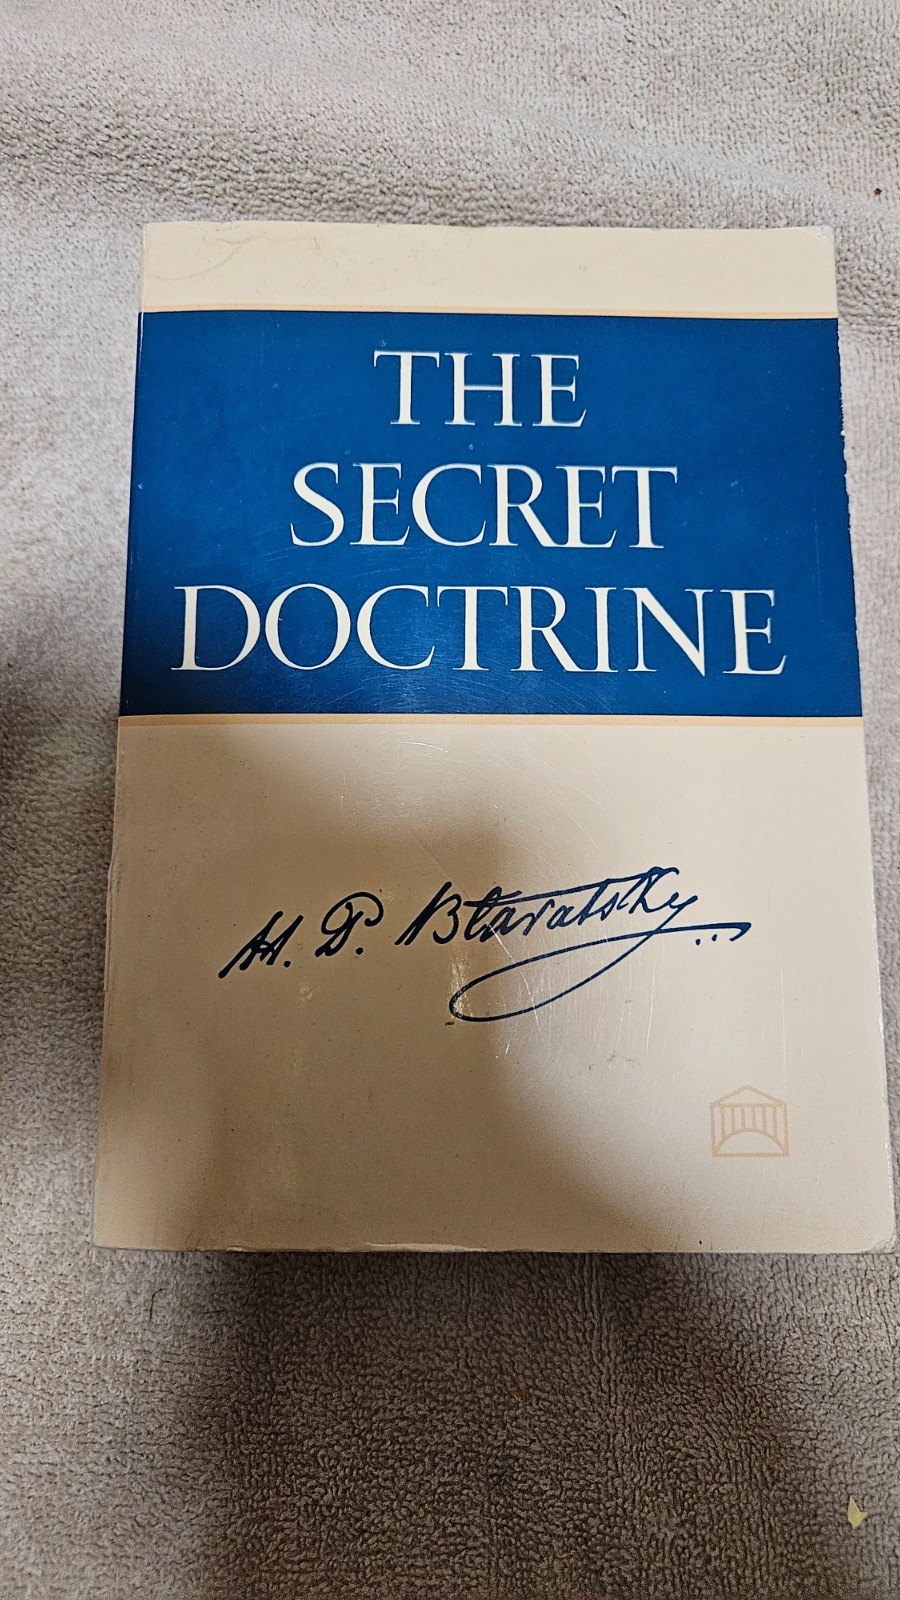 THE
SECRET
DOCTRINE
H. P. Blavatsky...